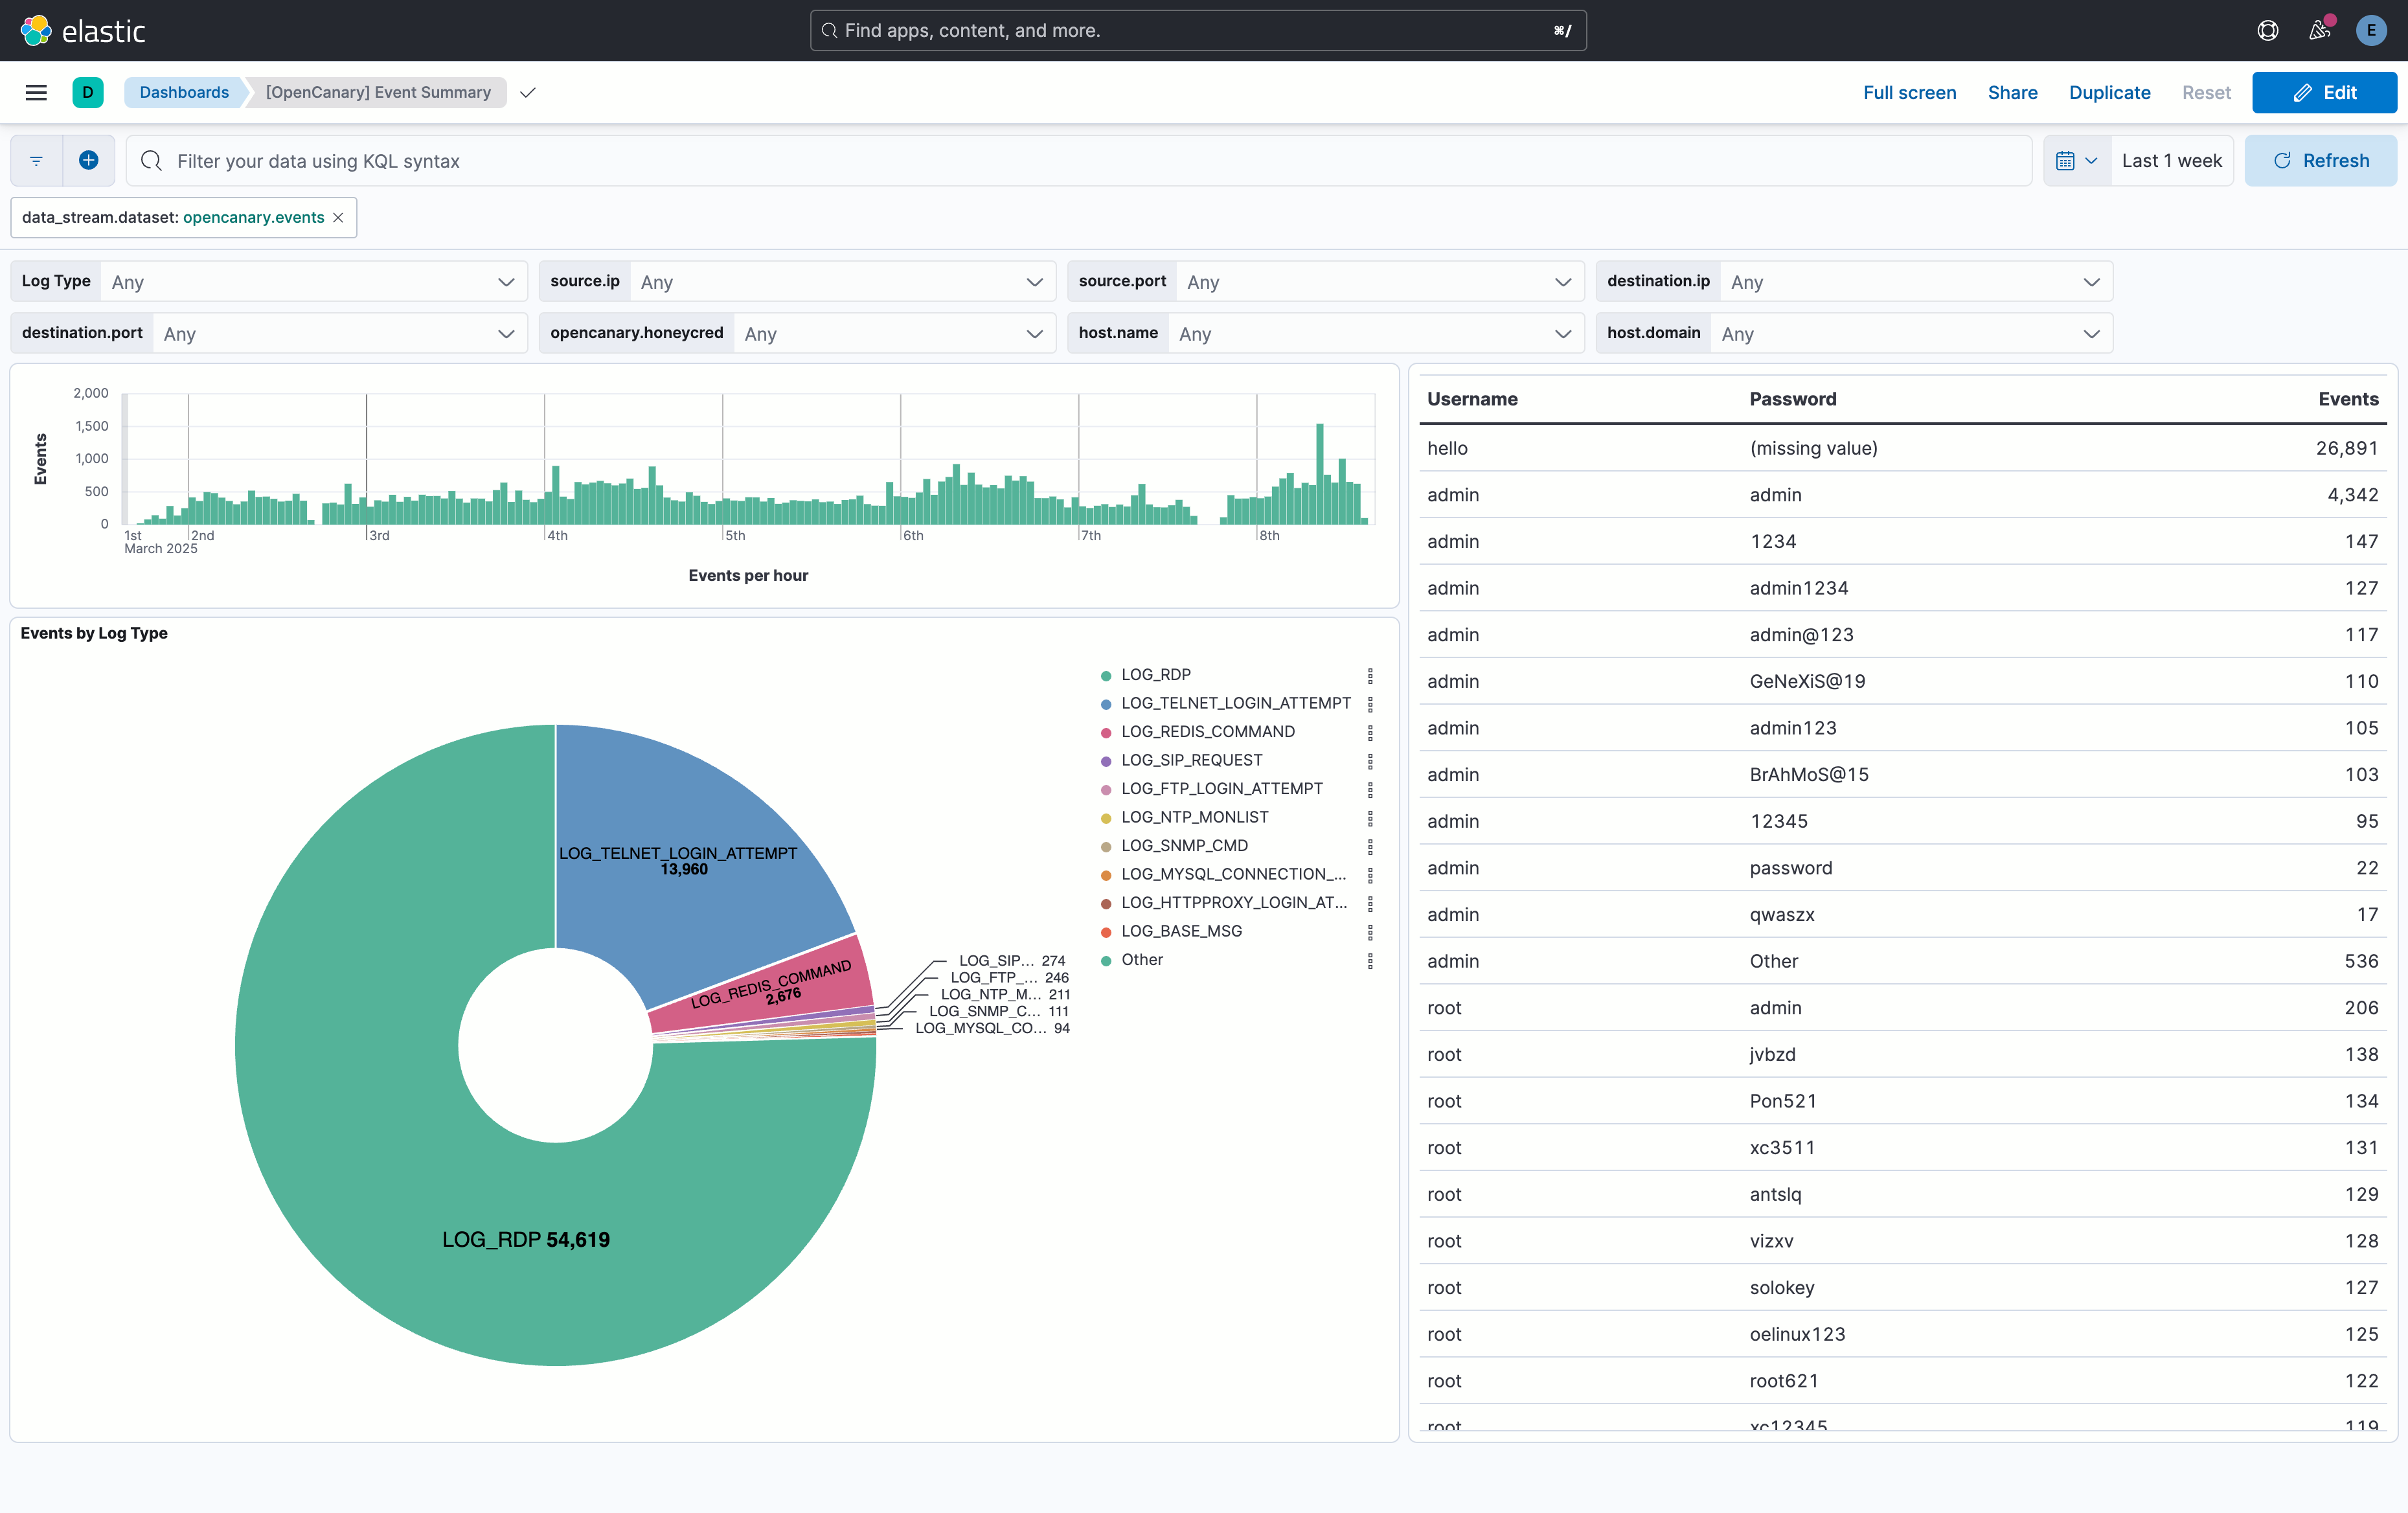 elastic
Find apps, content, and more.
⌘/
E
D
Dashboards
[OpenCanary] Event Summary
Full screen
Share
Duplicate
Reset
Edit
Filter your data using KQL syntax
Last 1 week
Refresh
data_stream.dataset: opencanary.events
Log Type Any
source.ip Any
source.port Any
destination.ip Any
destination.port Any
opencanary.honeycred Any
host.name Any
host.domain Any
2,000
1,500
1,000
500
0
Events
1st
2nd
3rd
4th
5th
6th
7th
8th
March 2025
Events per hour
Events by Log Type
LOG_TELNET_LOGIN_ATTEMPT
13,960
LOG_REDIS_COMMAND
2,676
LOG_SIP... 274
LOG_FTP_... 246
LOG_NTP_M... 211
LOG_SNMP_C... 111
LOG_MYSQL_CO... 94
LOG_RDP 54,619
LOG_RDP
LOG_TELNET_LOGIN_ATTEMPT
LOG_REDIS_COMMAND
LOG_SIP_REQUEST
LOG_FTP_LOGIN_ATTEMPT
LOG_NTP_MONLIST
LOG_SNMP_CMD
LOG_MYSQL_CONNECTION_...
LOG_HTTPPROXY_LOGIN_AT...
LOG_BASE_MSG
Other
Username Password Events
hello (missing value) 26,891
admin admin 4,342
admin 1234 147
admin admin1234 127
admin admin@123 117
admin GeNeXiS@19 110
admin admin123 105
admin BrAhMoS@15 103
admin 12345 95
admin password 22
admin qwaszx 17
admin Other 536
root admin 206
root jvbzd 138
root Pon521 134
root xc3511 131
root antslq 129
root vizxv 128
root solokey 127
root oelinux123 125
root root621 122
root xc12345 119